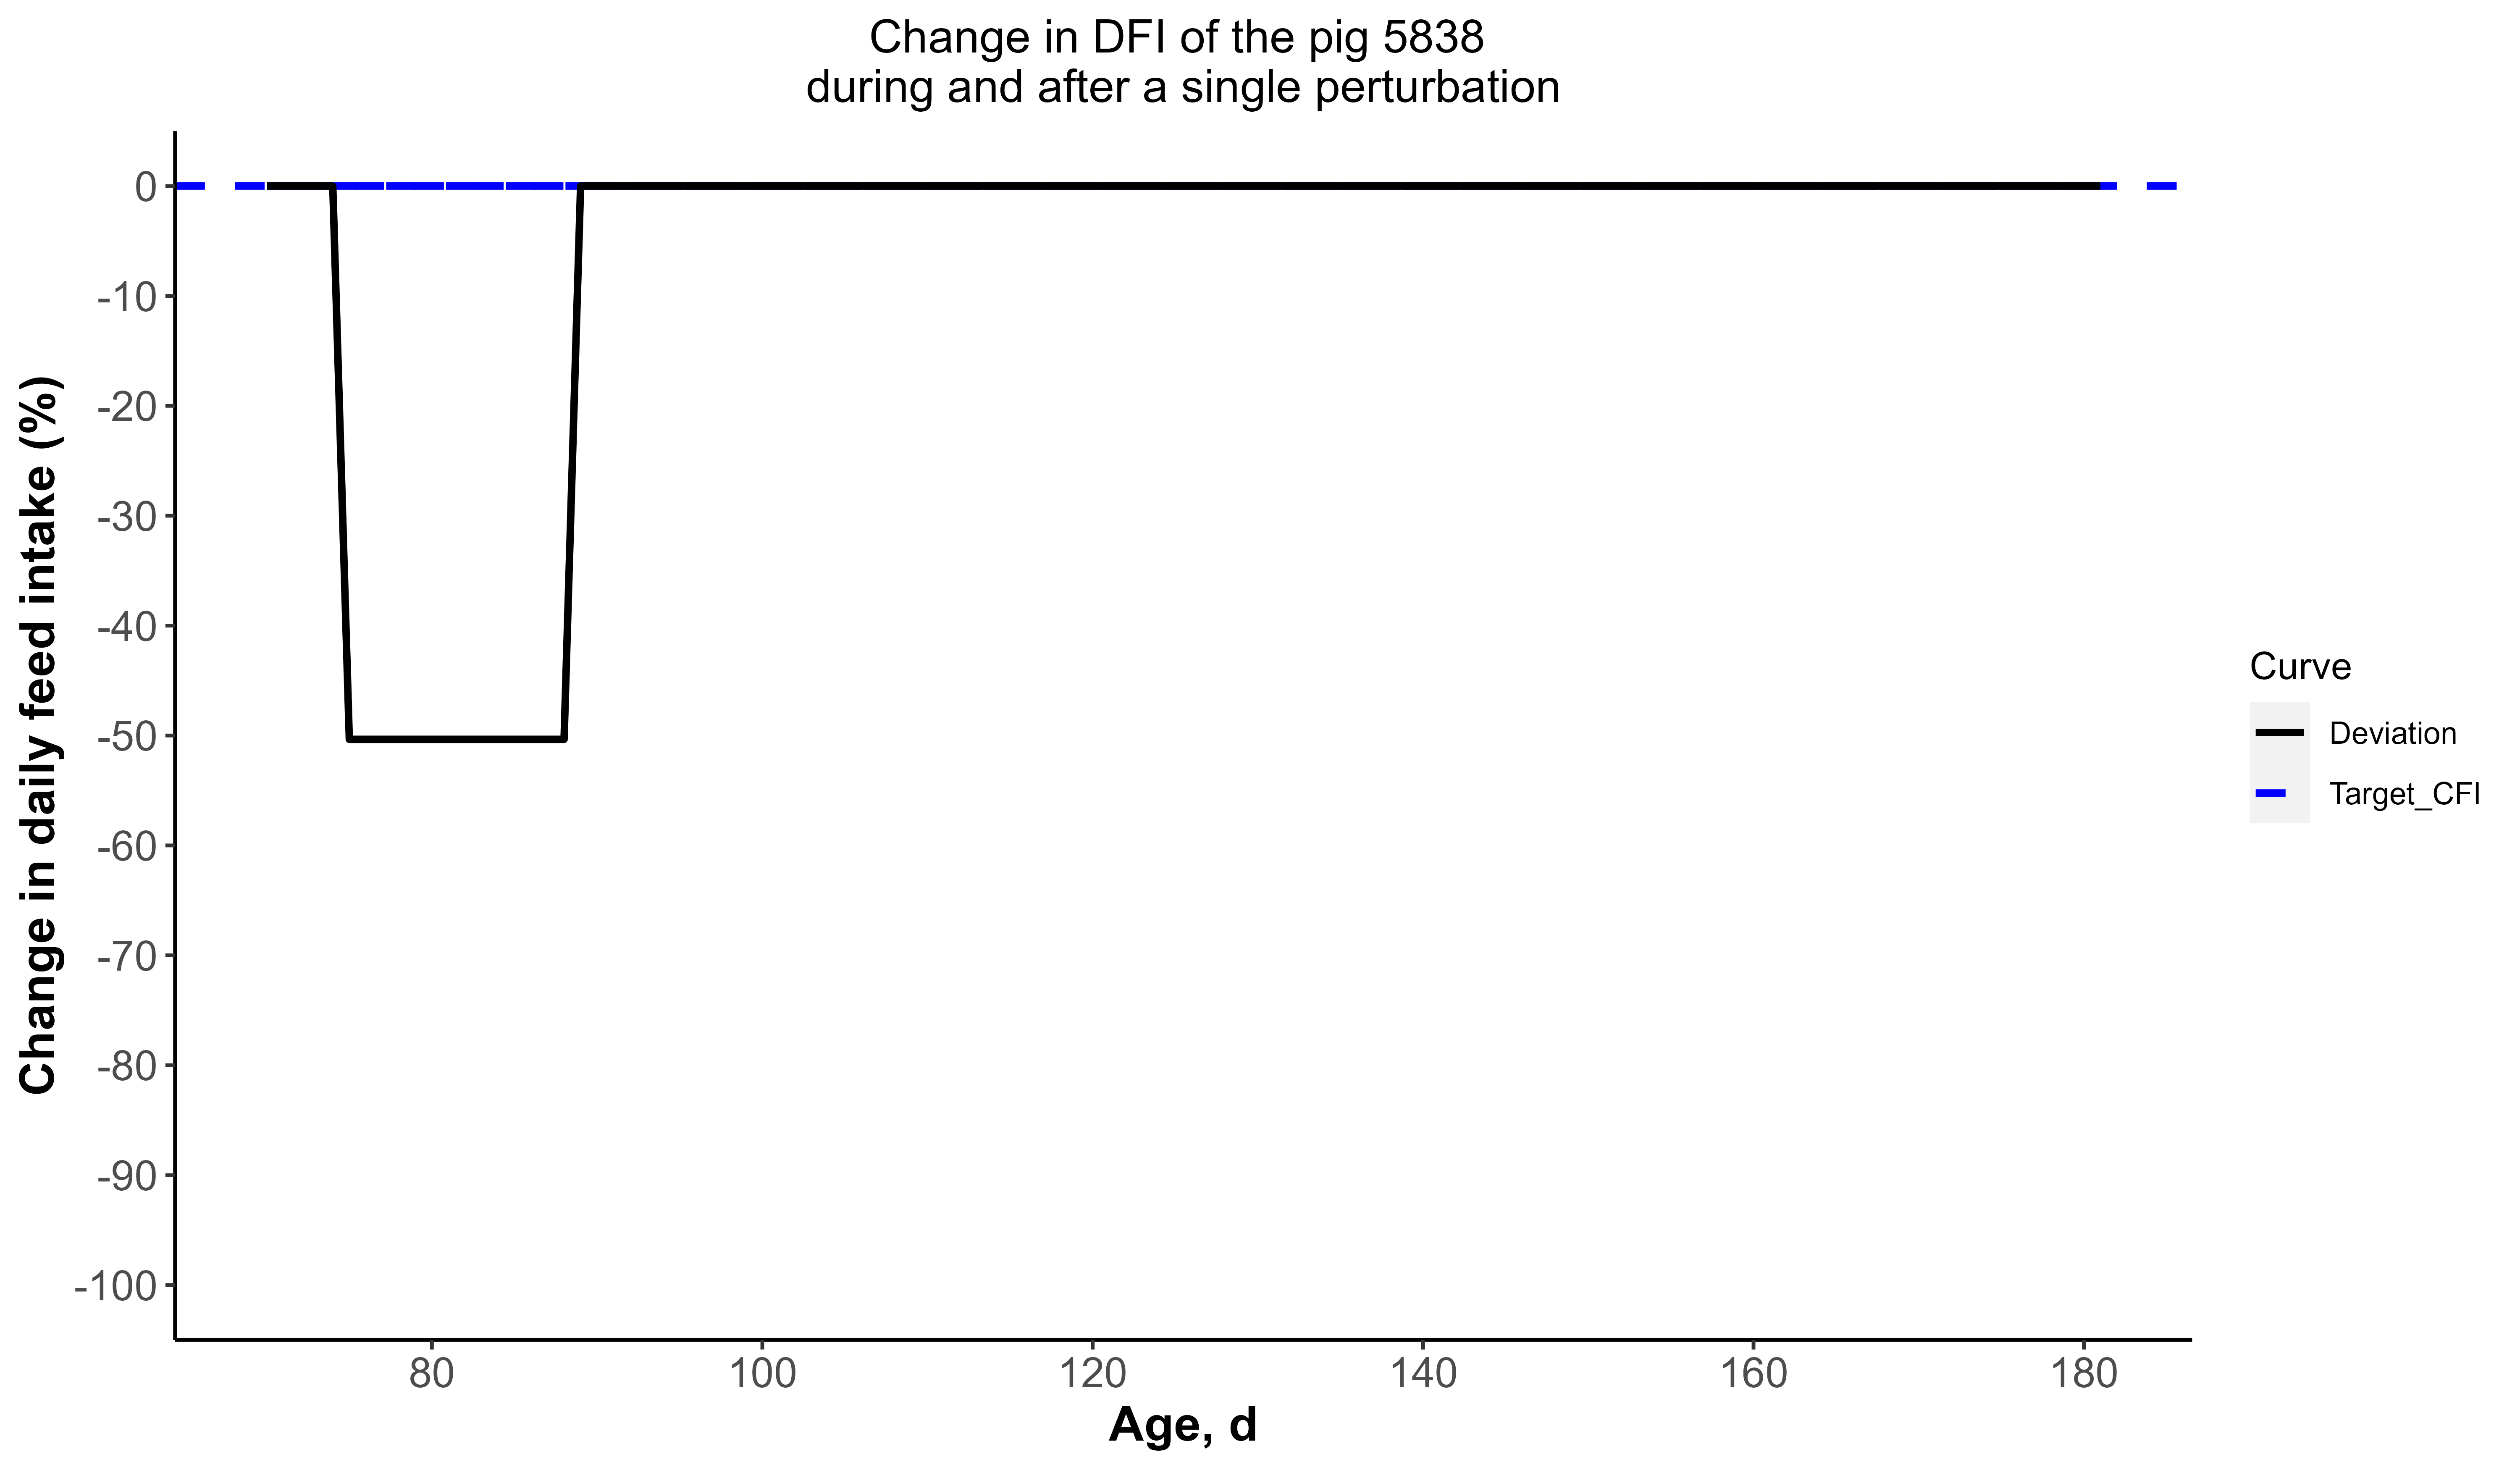 Change in DFI of the pig 5838
during and after a single perturbation
Change in daily feed intake (%)
0
-10
-20
-30
-40
-50
-60
-70
-80
-90
-100
80
100
120
140
160
180
Age, d
Curve
Deviation
Target_CFI